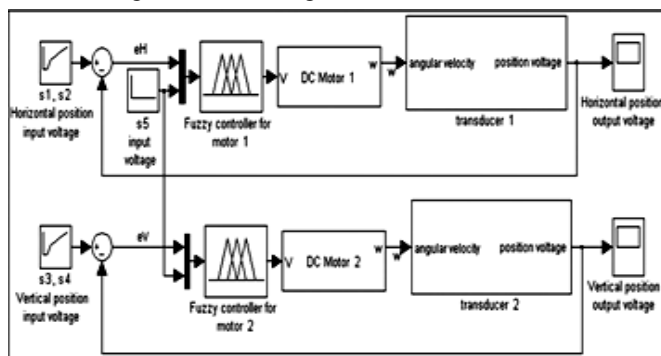 eH
s1, s2
Horizontal position
input voltage
s5
input
voltage
Fuzzy controller for
motor 1
V
DC Motor 1
w
w
angular velocity
position voltage
transducer 1
Horizontal position
output voltage
eV
s3, s4
Vertical position
input voltage
Fuzzy controller for
motor 2
V
DC Motor 2
w
w
angular velocity
position voltage
transducer 2
Vertical position
output voltage